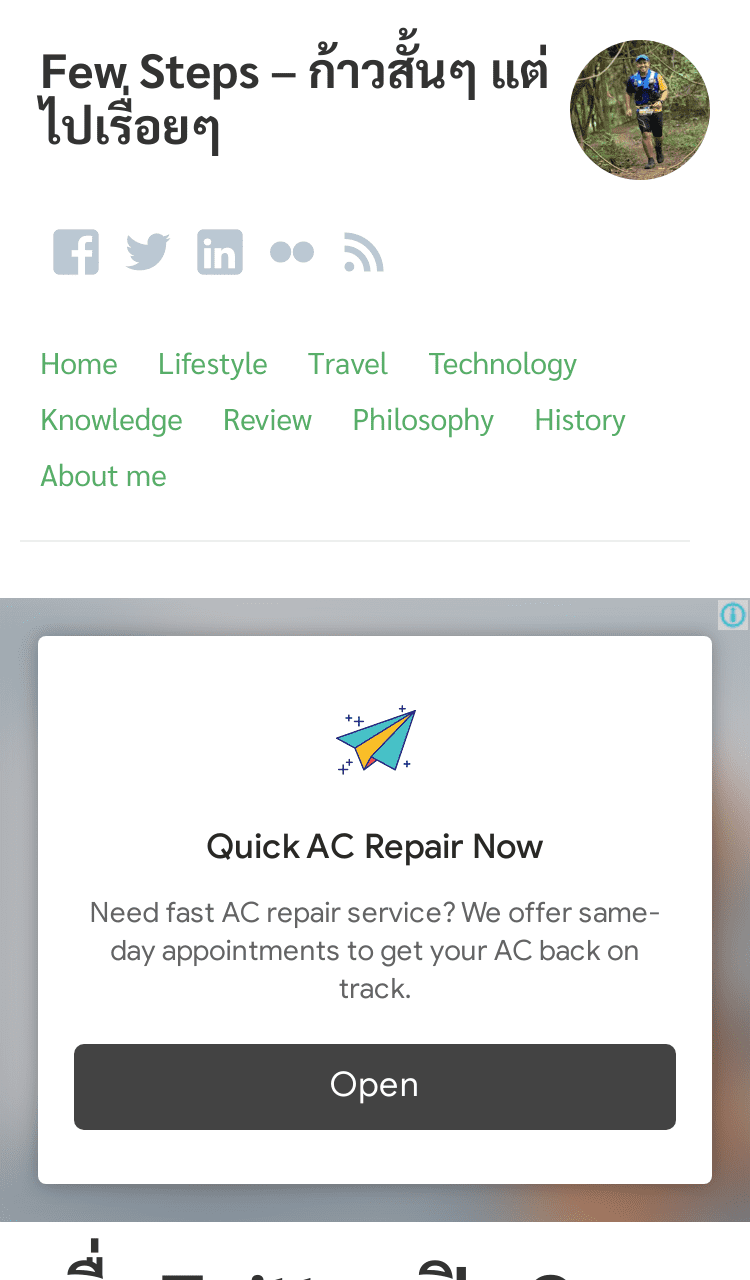 Few Steps – ก้าวสั้นๆ แต่
ไปเรื่อยๆ
Home Lifestyle Travel Technology
Knowledge Review Philosophy History
About me
Quick AC Repair Now
Need fast AC repair service? We offer same-
day appointments to get your AC back on
track.
Open